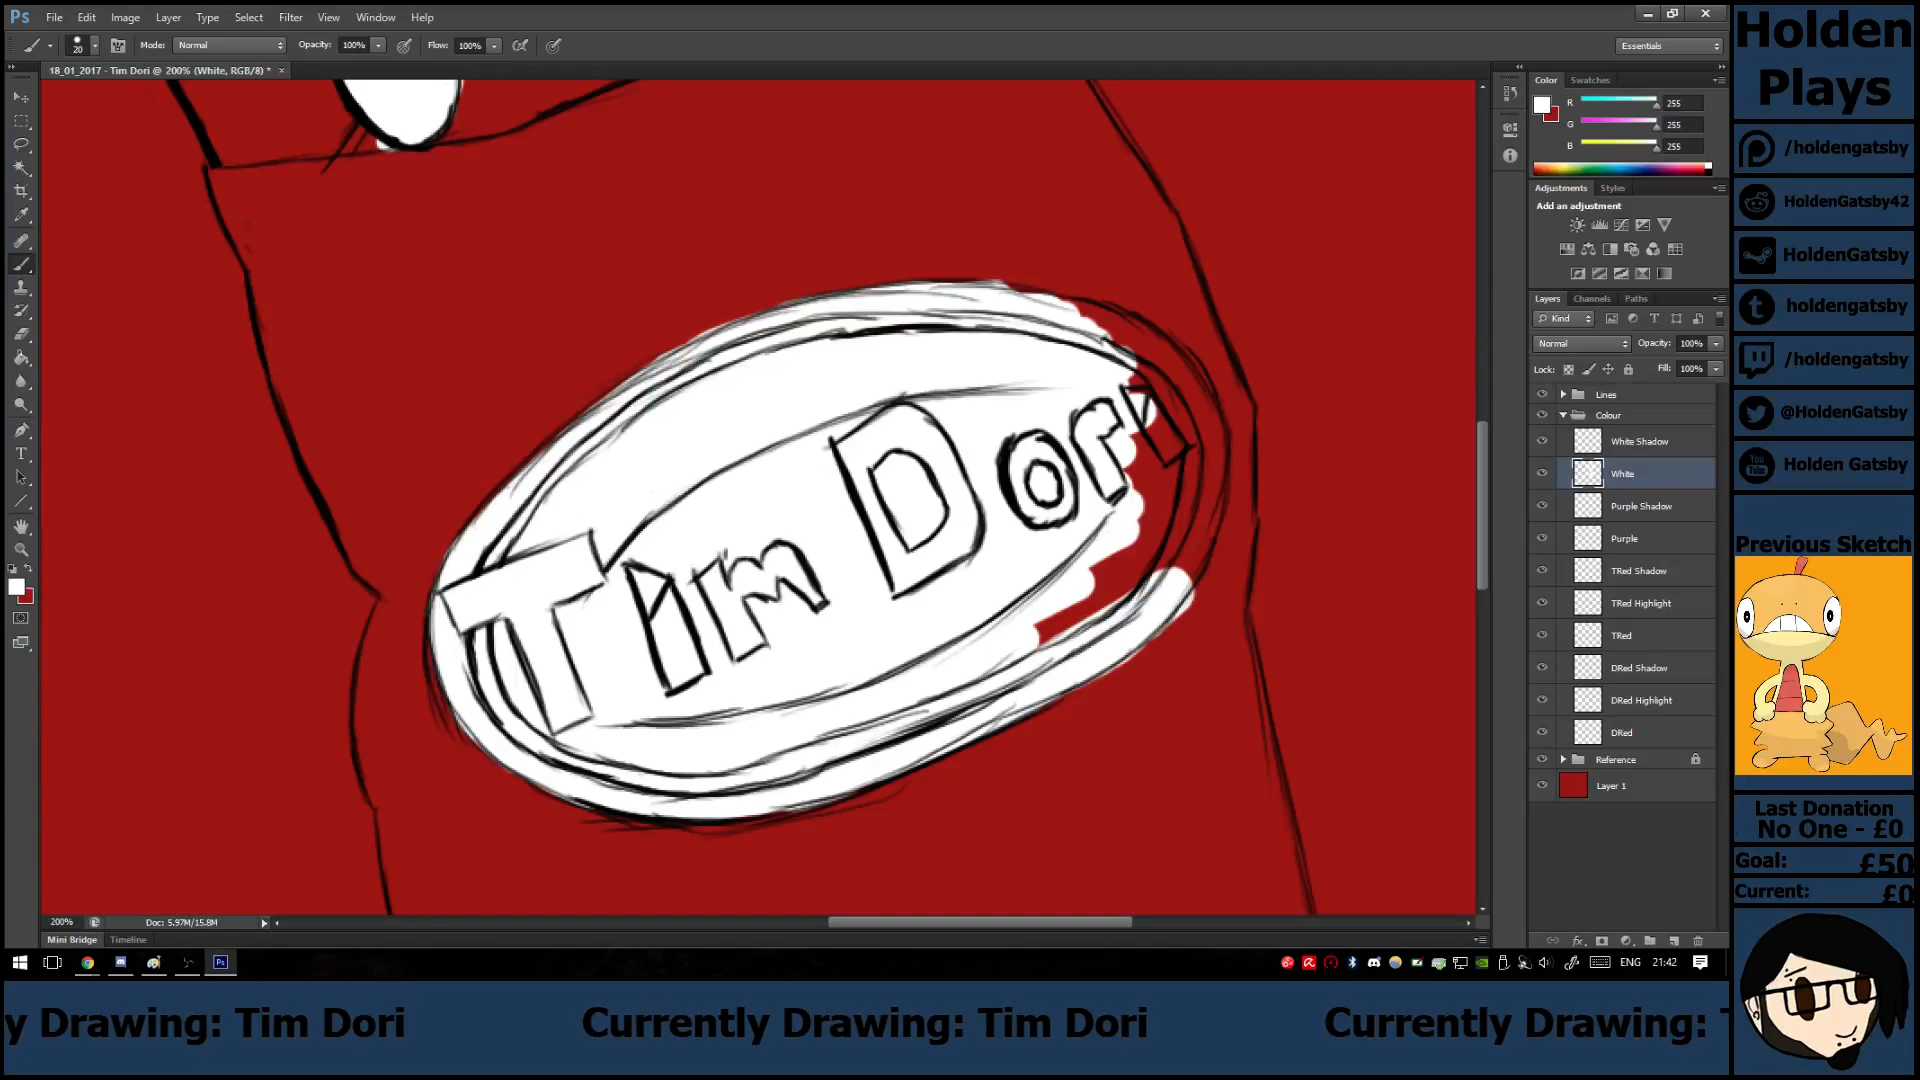 Ps File Edit Image Layer Type Select Filter View Window Help
20 Mode: Normal Opacity: 100% Flow: 100% Essentials
18_01_2017 - Tim Dori @ 200% (White, RGB/8) *
Color Swatches
R 255
G 255
B 255
Adjustments Styles
Add an adjustment
Layers Channels Paths
Kind
Normal Opacity: 100%
Lock: Fill: 100%
Lines
Colour
White Shadow
White
Purple Shadow
Purple
TRed Shadow
TRed Highlight
TRed
DRed Shadow
DRed Highlight
DRed
Reference
Layer 1
Tim Dori
200% Doc: 5.97M/15.8M
Mini Bridge Timeline
ENG 21:42
y Drawing: Tim Dori Currently Drawing: Tim Dori Currently Drawing:
Holden
Plays
/holdengatsby
HoldenGatsby42
HoldenGatsby
holdengatsby
/holdengatsby
@HoldenGatsby
You Tube Holden Gatsby
Previous Sketch
Last Donation
No One - £0
Goal: £50
Current: £0